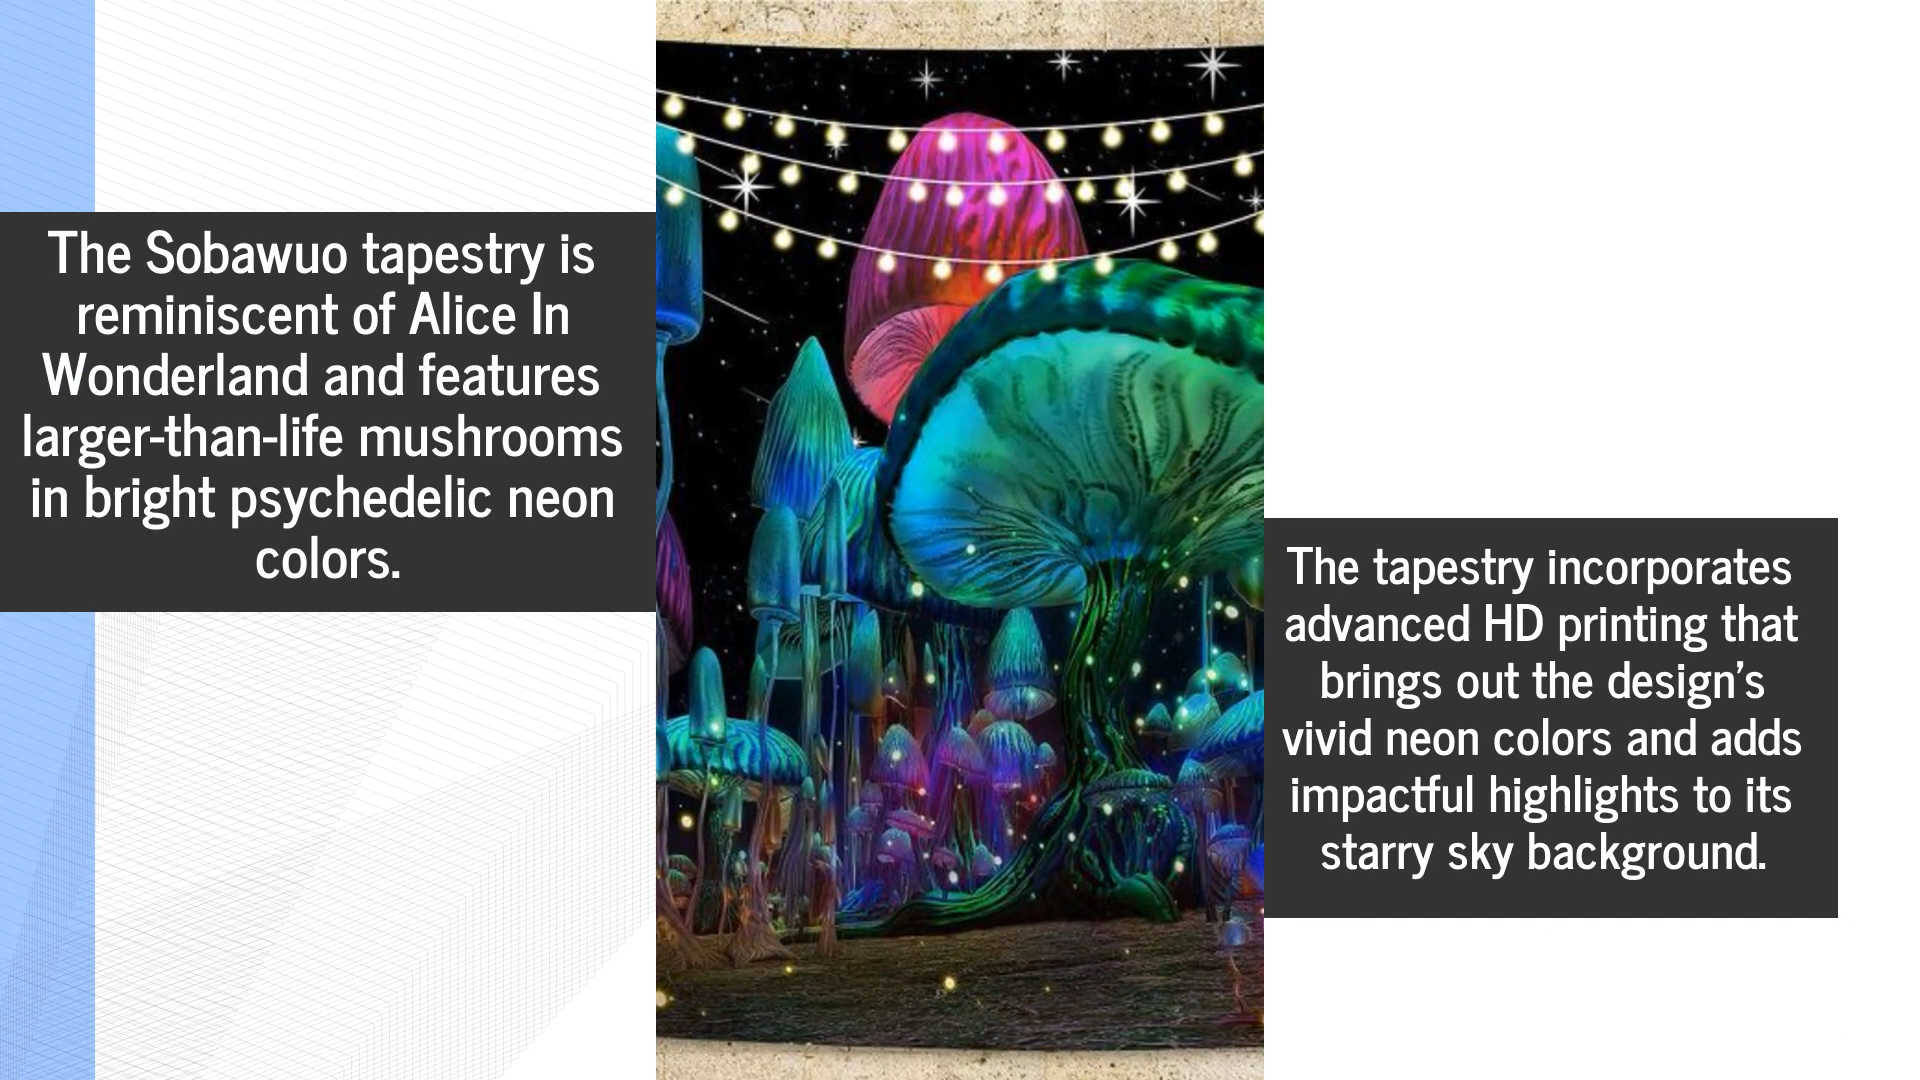 The Sobawuo tapestry is
reminiscent of Alice In
Wonderland and features
larger-than-life mushrooms
in bright psychedelic neon
colors.
The tapestry incorporates
advanced HD printing that
brings out the design’s
vivid neon colors and adds
impactful highlights to its
starry sky background.